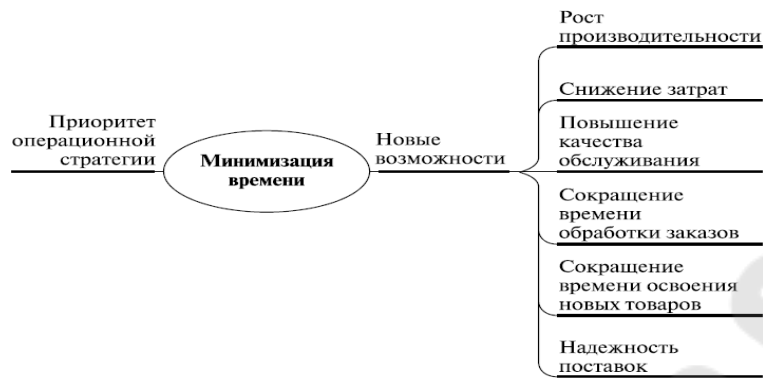 Приоритет
операционной
стратегии
Минимизация
времени
Новые
возможности
Рост
производительности
Снижение затрат
Повышение
качества
обслуживания
Сокращение
времени
обработки заказов
Сокращение
времени освоения
новых товаров
Надежность
поставок